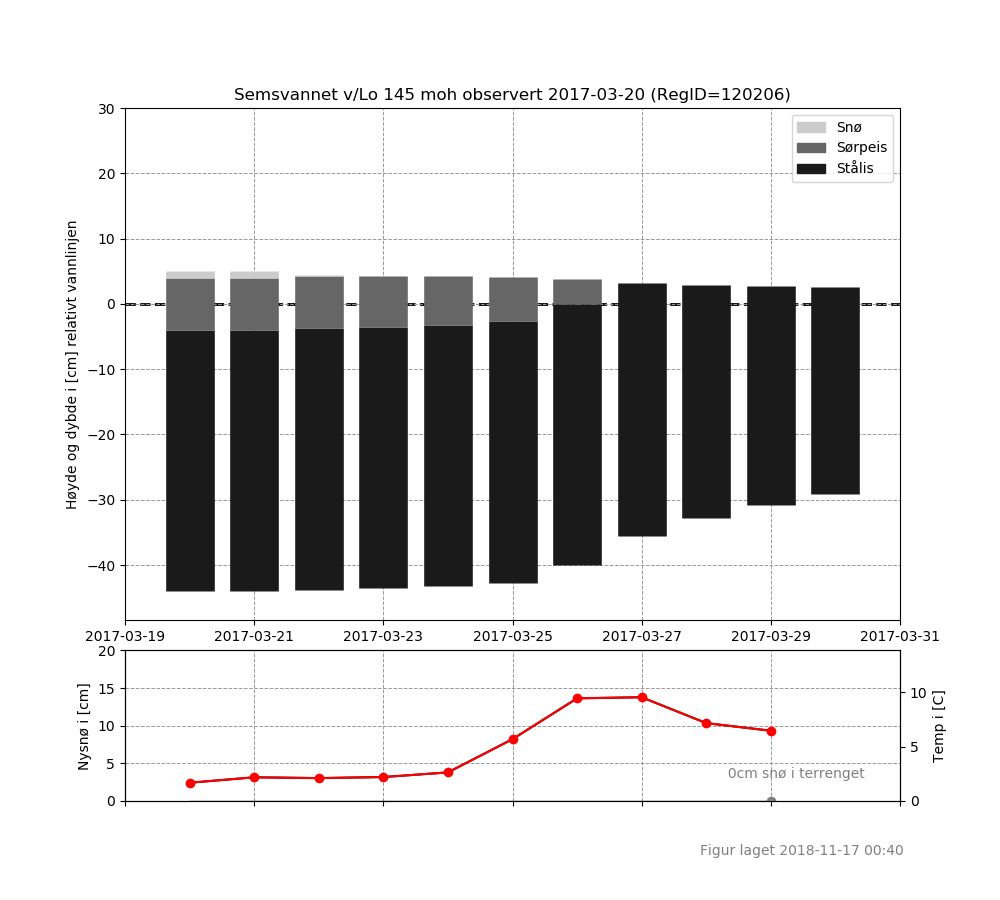 Semsvannet v/Lo 145 moh observert 2017-03-20 (RegID=120206)
Høyde og dybde i [cm] relativt vannlinjen
30
20
10
0
−10
−20
−30
−40
Snø
Sørpeis
Stålis
2017-03-19 2017-03-21 2017-03-23 2017-03-25 2017-03-27 2017-03-29 2017-03-31
Nysnø i [cm]
20
15
10
5
0
10
5
0
Temp i [C]
0cm snø i terrenget
Figur laget 2018-11-17 00:40